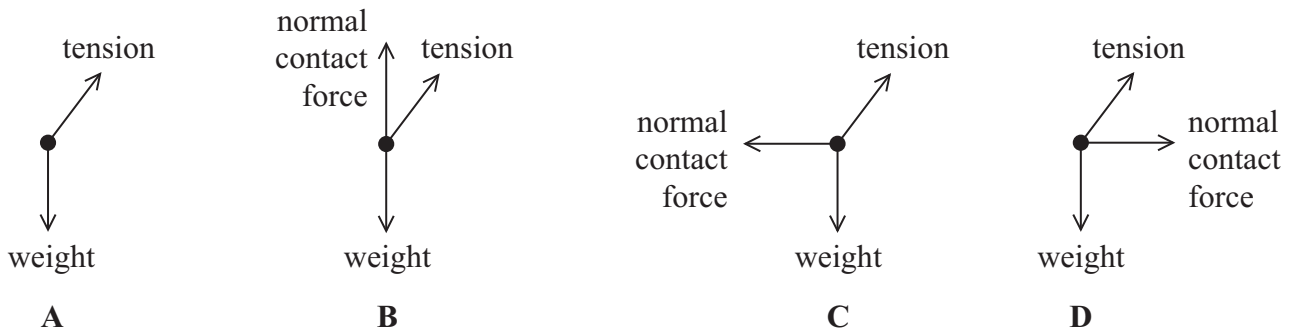 tension
weight
A
normal
contact
force
tension
weight
B
tension
normal
contact
force
weight
C
tension
normal
contact
force
weight
D